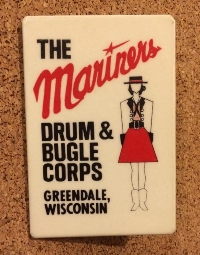 THE
Mariners
DRUM &
BUGLE
CORPS
GREENDALE,
WISCONSIN